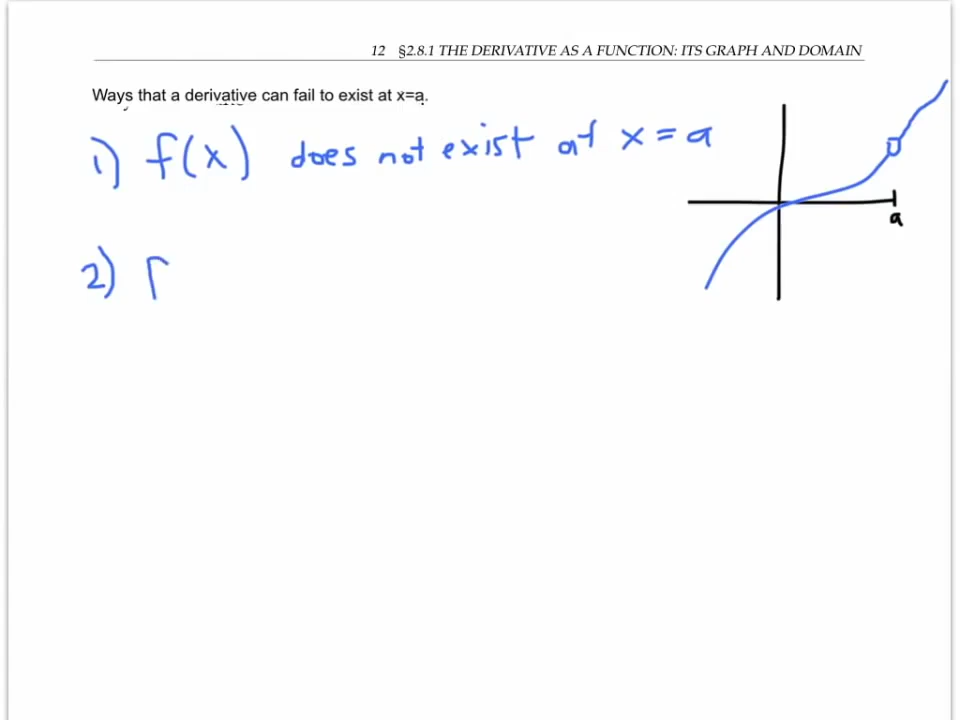 12 §2.8.1 THE DERIVATIVE AS A FUNCTION: ITS GRAPH AND DOMAIN
Ways that a derivative can fail to exist at x=a.
1) f(x) does not exist at x = a
a
2)